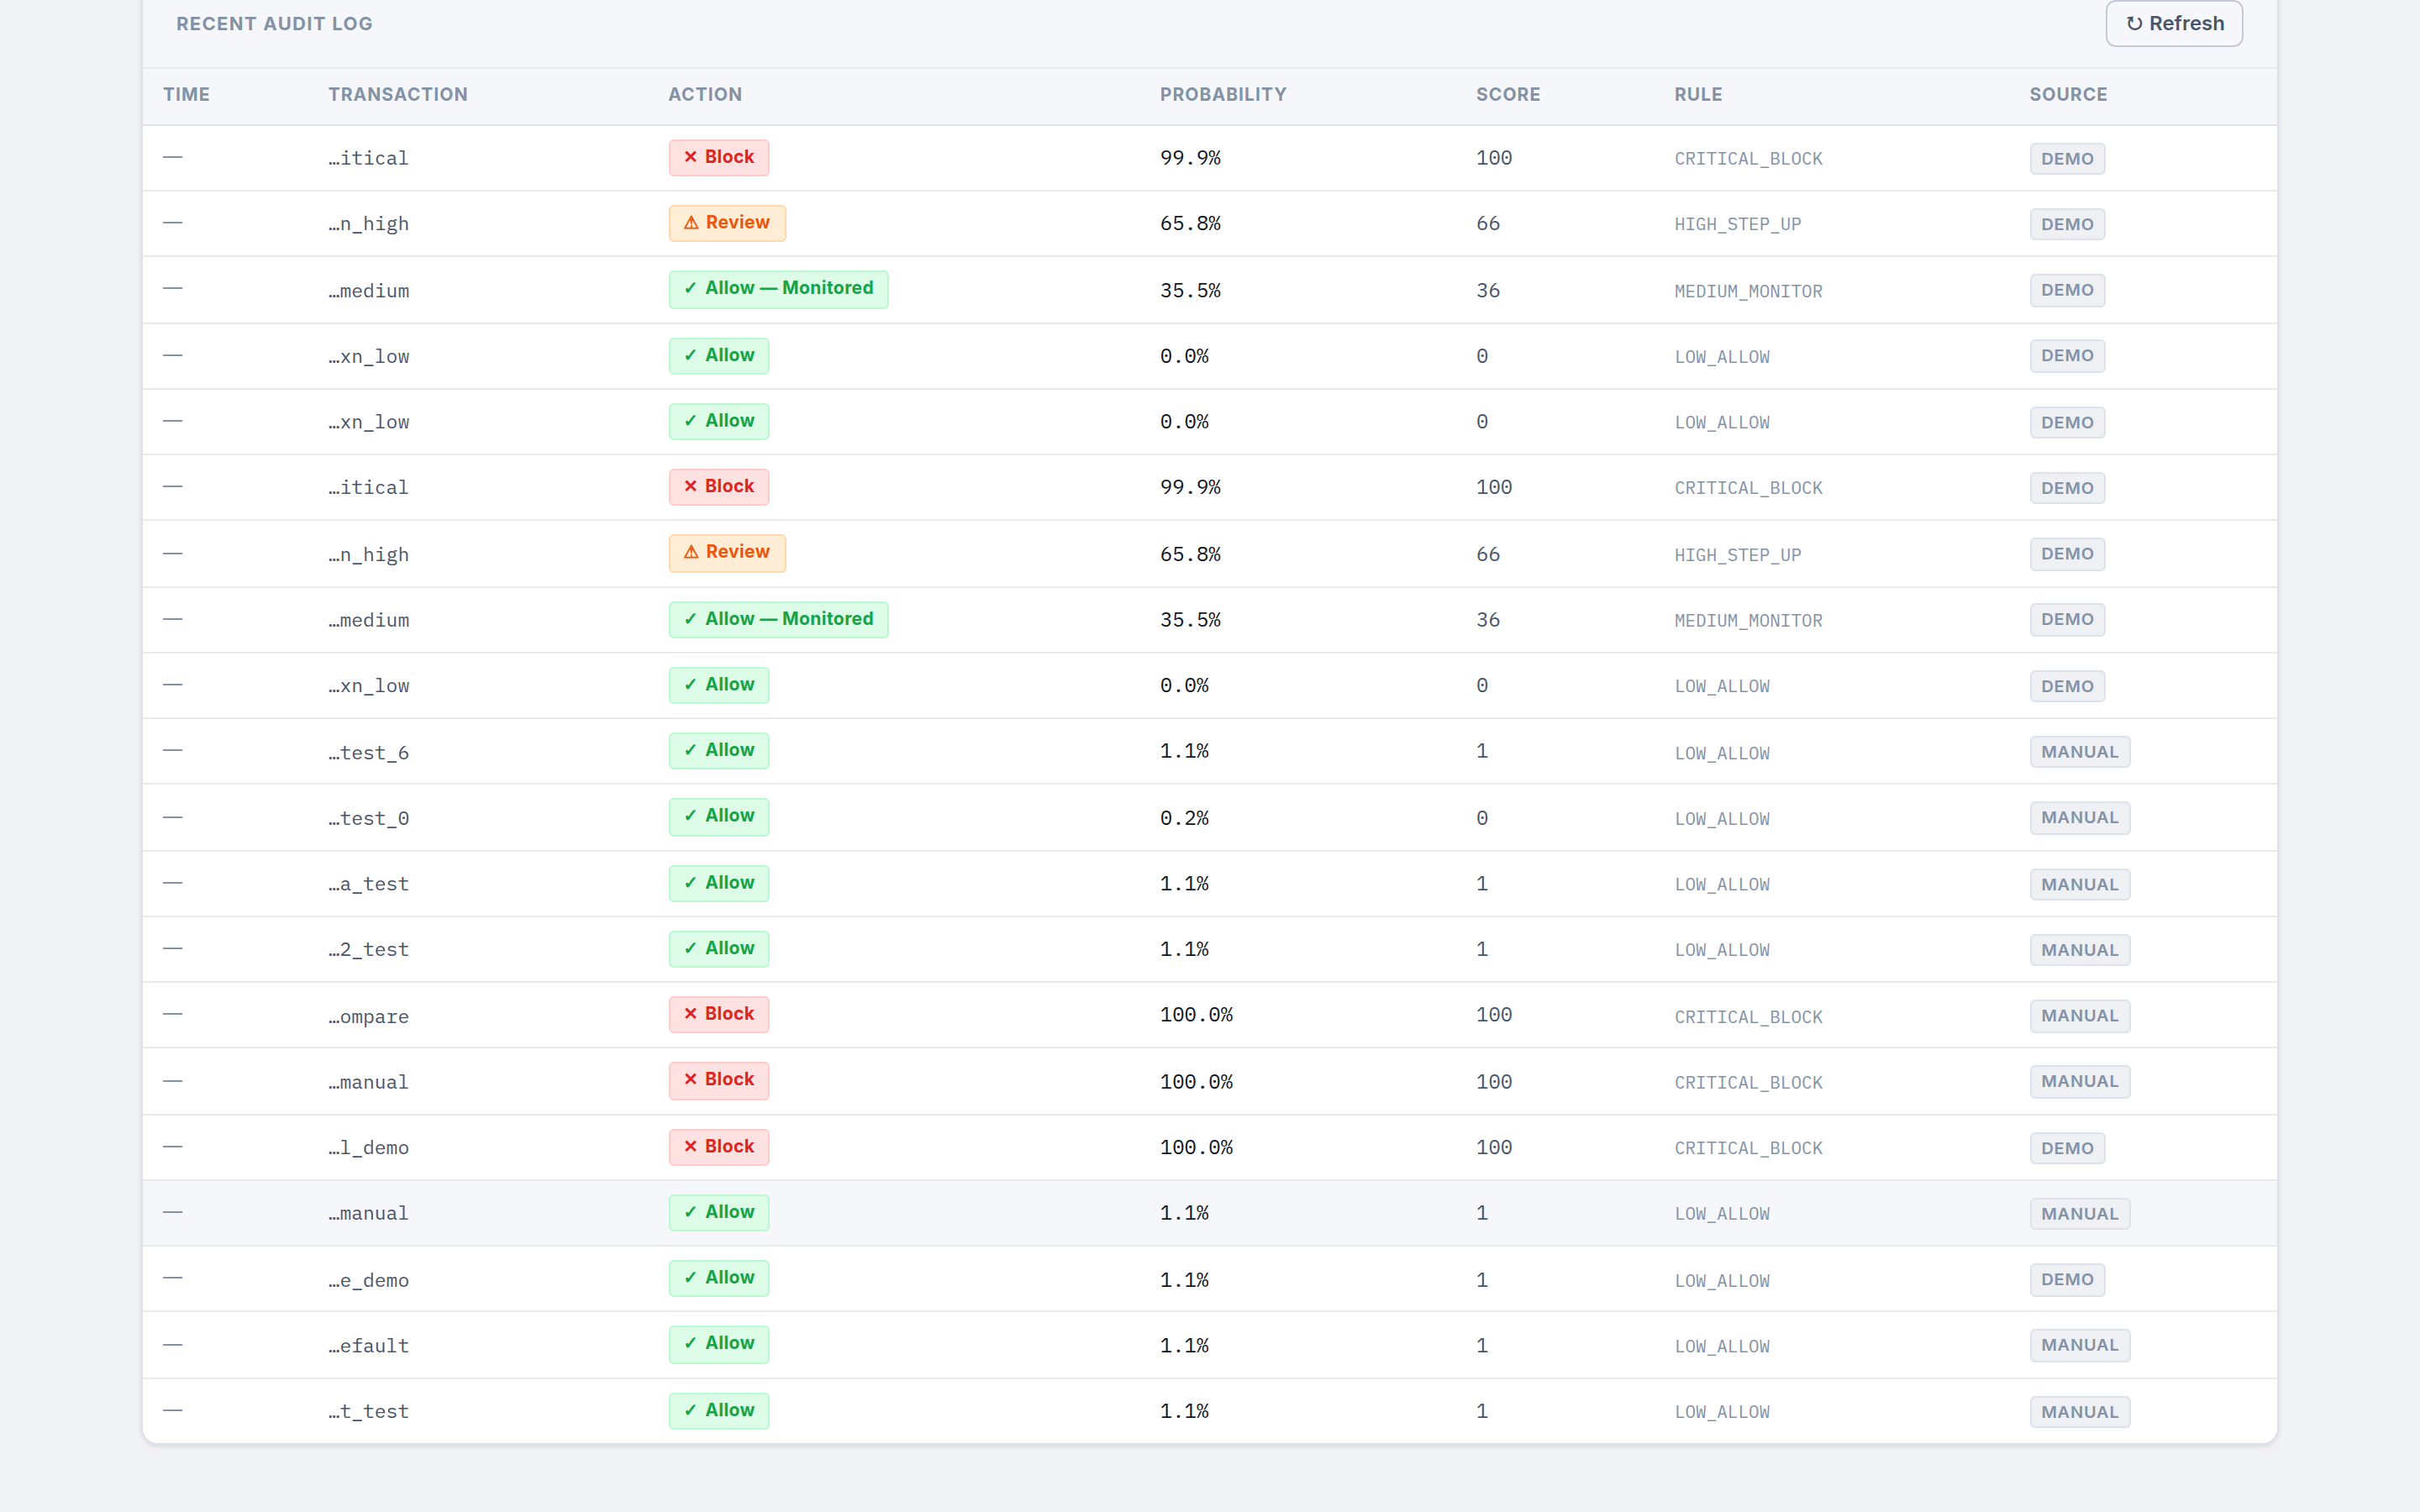 RECENT AUDIT LOG ↻ Refresh
TIME TRANSACTION ACTION PROBABILITY SCORE RULE SOURCE
— …itical ✕ Block 99.9% 100 CRITICAL_BLOCK DEMO
— …n_high ⚠ Review 65.8% 66 HIGH_STEP_UP DEMO
— …medium ✓ Allow — Monitored 35.5% 36 MEDIUM_MONITOR DEMO
— …xn_low ✓ Allow 0.0% 0 LOW_ALLOW DEMO
— …xn_low ✓ Allow 0.0% 0 LOW_ALLOW DEMO
— …itical ✕ Block 99.9% 100 CRITICAL_BLOCK DEMO
— …n_high ⚠ Review 65.8% 66 HIGH_STEP_UP DEMO
— …medium ✓ Allow — Monitored 35.5% 36 MEDIUM_MONITOR DEMO
— …xn_low ✓ Allow 0.0% 0 LOW_ALLOW DEMO
— …test_6 ✓ Allow 1.1% 1 LOW_ALLOW MANUAL
— …test_0 ✓ Allow 0.2% 0 LOW_ALLOW MANUAL
— …a_test ✓ Allow 1.1% 1 LOW_ALLOW MANUAL
— …2_test ✓ Allow 1.1% 1 LOW_ALLOW MANUAL
— …ompare ✕ Block 100.0% 100 CRITICAL_BLOCK MANUAL
— …manual ✕ Block 100.0% 100 CRITICAL_BLOCK MANUAL
— …l_demo ✕ Block 100.0% 100 CRITICAL_BLOCK DEMO
— …manual ✓ Allow 1.1% 1 LOW_ALLOW MANUAL
— …e_demo ✓ Allow 1.1% 1 LOW_ALLOW DEMO
— …efault ✓ Allow 1.1% 1 LOW_ALLOW MANUAL
— …t_test ✓ Allow 1.1% 1 LOW_ALLOW MANUAL